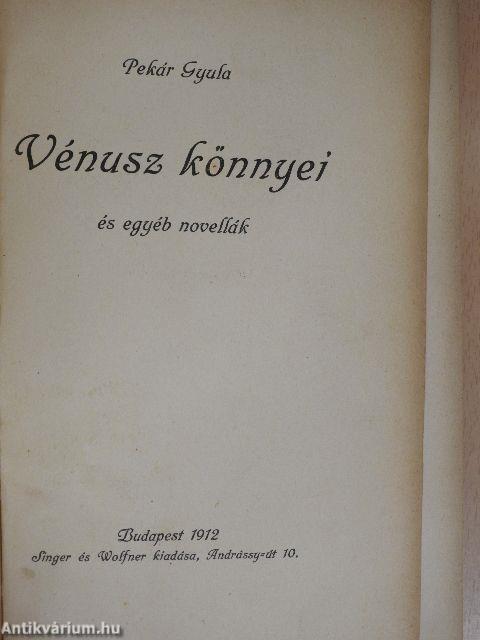 Pekár Gyula
Vénusz könnyei
és egyéb novellák
Budapest 1912
Singer és Wolfner kiadása, Andrássy=út 10.
Antikvárium.hu